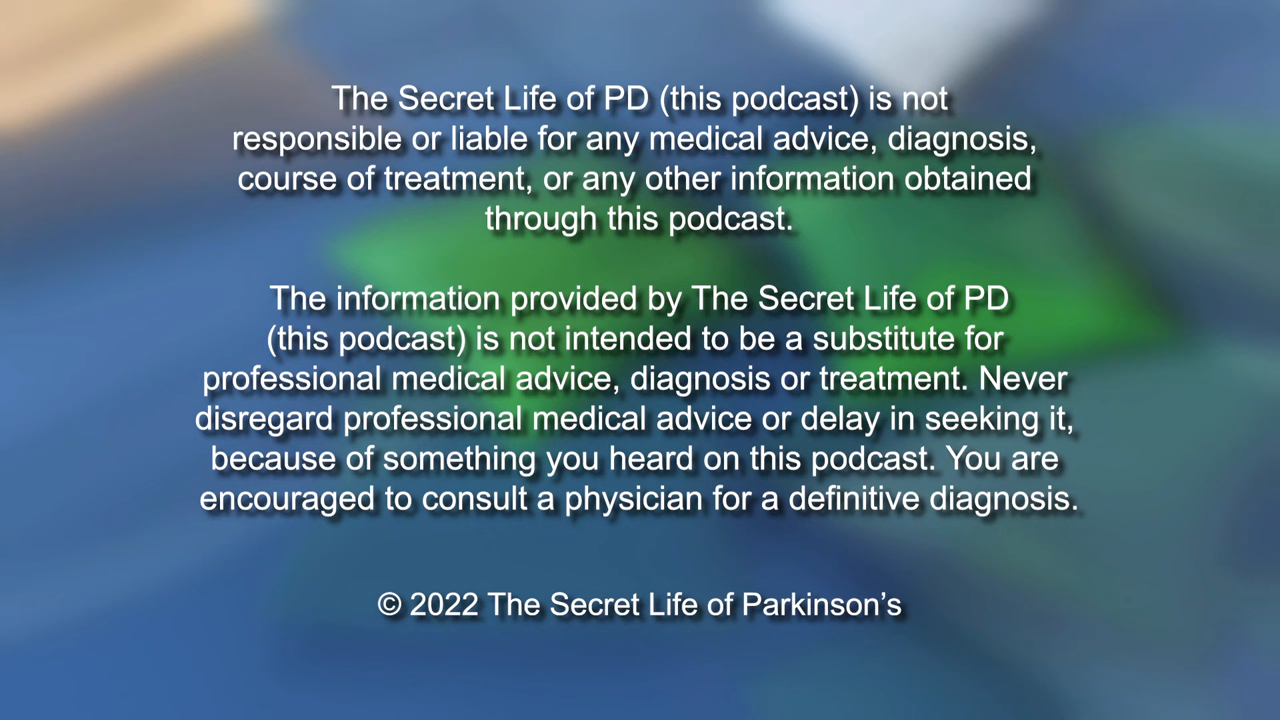 The Secret Life of PD (this podcast) is not
responsible or liable for any medical advice, diagnosis,
course of treatment, or any other information obtained
through this podcast.
The information provided by The Secret Life of PD
(this podcast) is not intended to be a substitute for
professional medical advice, diagnosis or treatment. Never
disregard professional medical advice or delay in seeking it,
because of something you heard on this podcast. You are
encouraged to consult a physician for a definitive diagnosis.
© 2022 The Secret Life of Parkinson’s